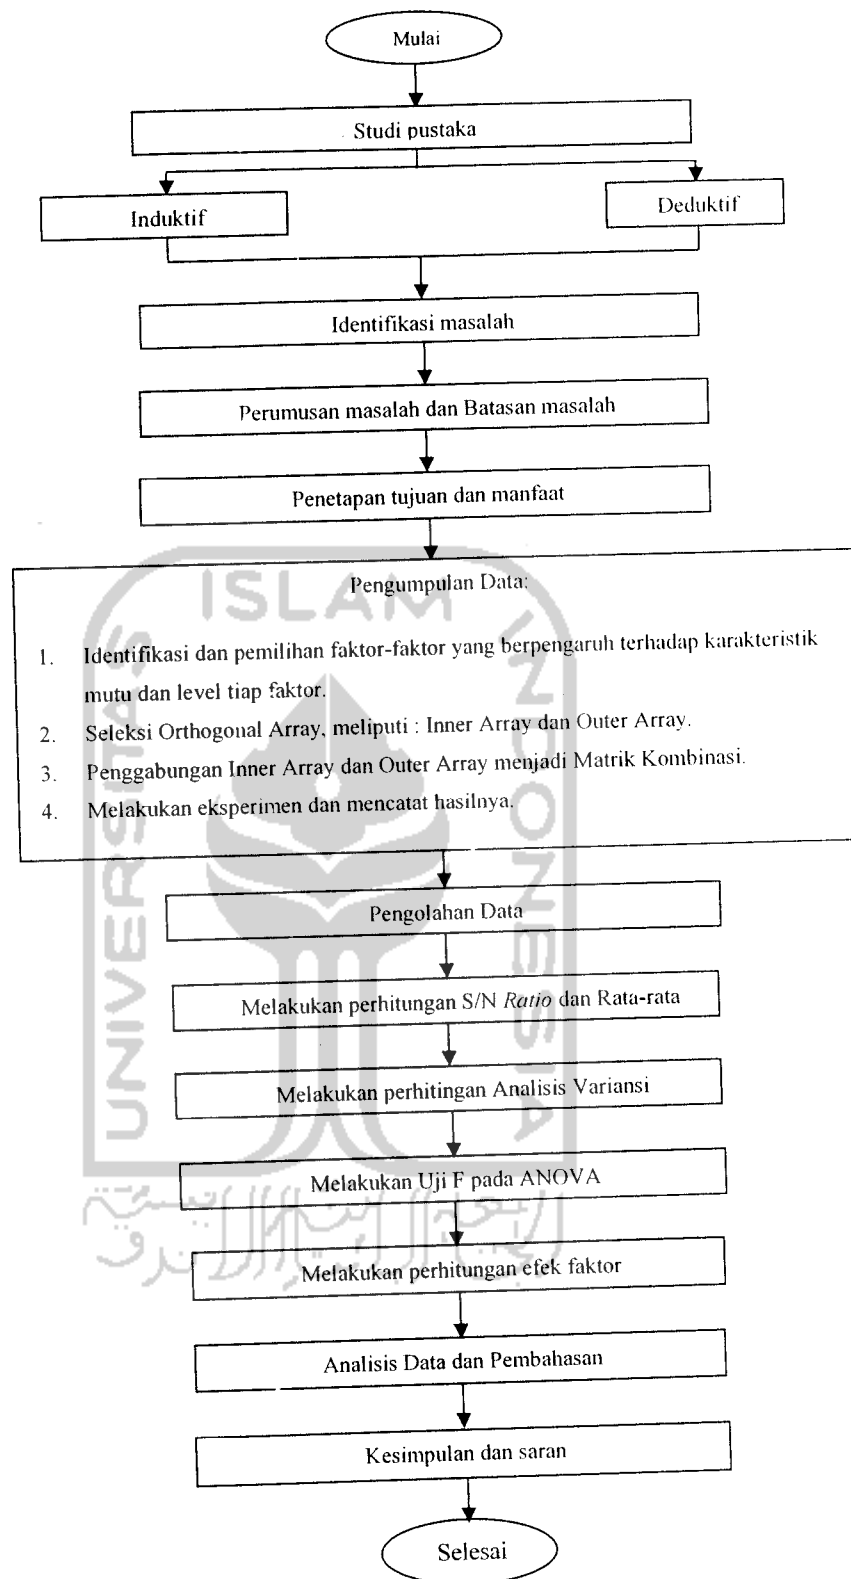 Mulai
Studi pustaka
Induktif
Deduktif
Identifikasi masalah
Perumusan masalah dan Batasan masalah
Penetapan tujuan dan manfaat
Pengumpulan Data:
1. Identifikasi dan pemilihan faktor-faktor yang berpengaruh terhadap karakteristik
mutu dan level tiap faktor.
2. Seleksi Orthogonal Array, meliputi : Inner Array dan Outer Array.
3. Penggabungan Inner Array dan Outer Array menjadi Matrik Kombinasi.
4. Melakukan eksperimen dan mencatat hasilnya.
Pengolahan Data
Melakukan perhitungan S/N Ratio dan Rata-rata
Melakukan perhitingan Analisis Variansi
Melakukan Uji F pada ANOVA
Melakukan perhitungan efek faktor
Analisis Data dan Pembahasan
Kesimpulan dan saran
Selesai
UNIVERSITAS
ISLAM
INDONESIA